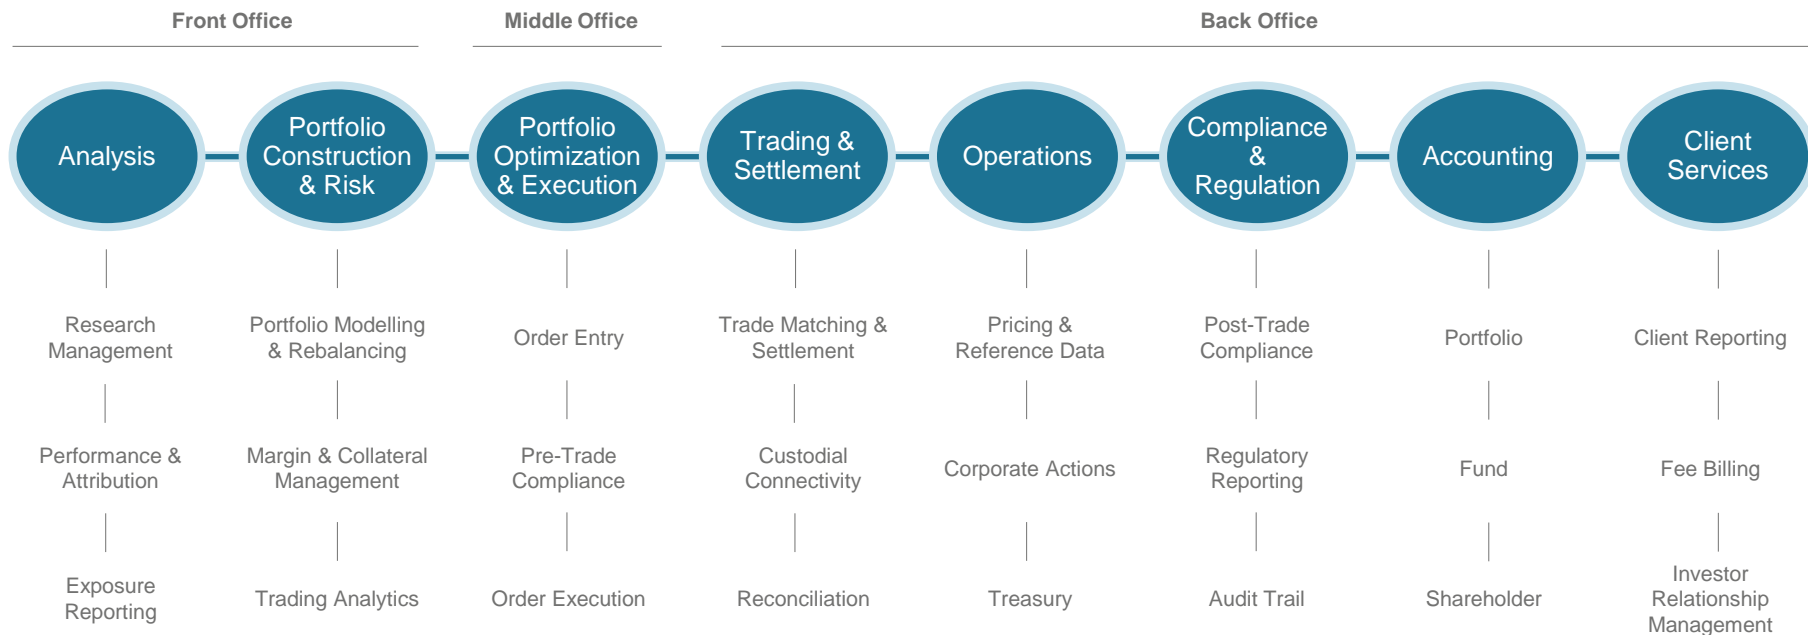 Front Office
Middle Office
Back Office
Analysis
Portfolio
Construction
& Risk
Portfolio
Optimization
& Execution
Trading &
Settlement
Operations
Compliance
&
Regulation
Accounting
Client
Services
Research
Management
Portfolio Modelling
& Rebalancing
Order Entry
Trade Matching &
Settlement
Pricing &
Reference Data
Post-Trade
Compliance
Portfolio
Client Reporting
Performance &
Attribution
Margin & Collateral
Management
Pre-Trade
Compliance
Custodial
Connectivity
Corporate Actions
Regulatory
Reporting
Fund
Fee Billing
Exposure
Reporting
Trading Analytics
Order Execution
Reconciliation
Treasury
Audit Trail
Shareholder
Investor
Relationship
Management